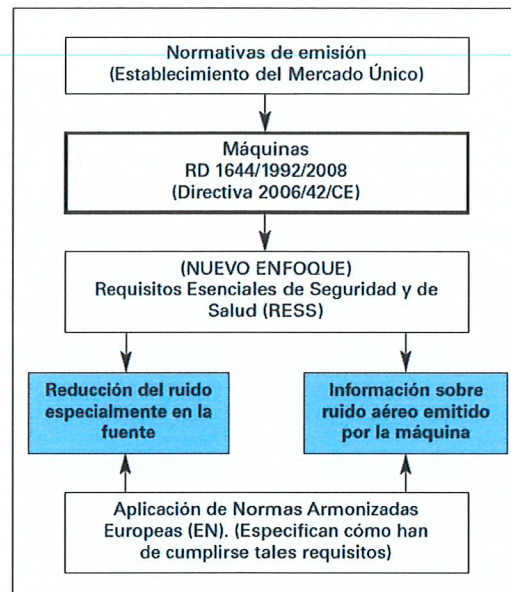 Normativas de emisión
(Establecimiento del Mercado Único)
Máquinas
RD 1644/1992/2008
(Directiva 2006/42/CE)
(NUEVO ENFOQUE)
Requisitos Esenciales de Seguridad y de
Salud (RESS)
Reducción del ruido
especialmente en la
fuente
Información sobre
ruido aéreo emitido
por la máquina
Aplicación de Normas Armonizadas
Europeas (EN). (Especifican cómo han
de cumplirse tales requisitos)